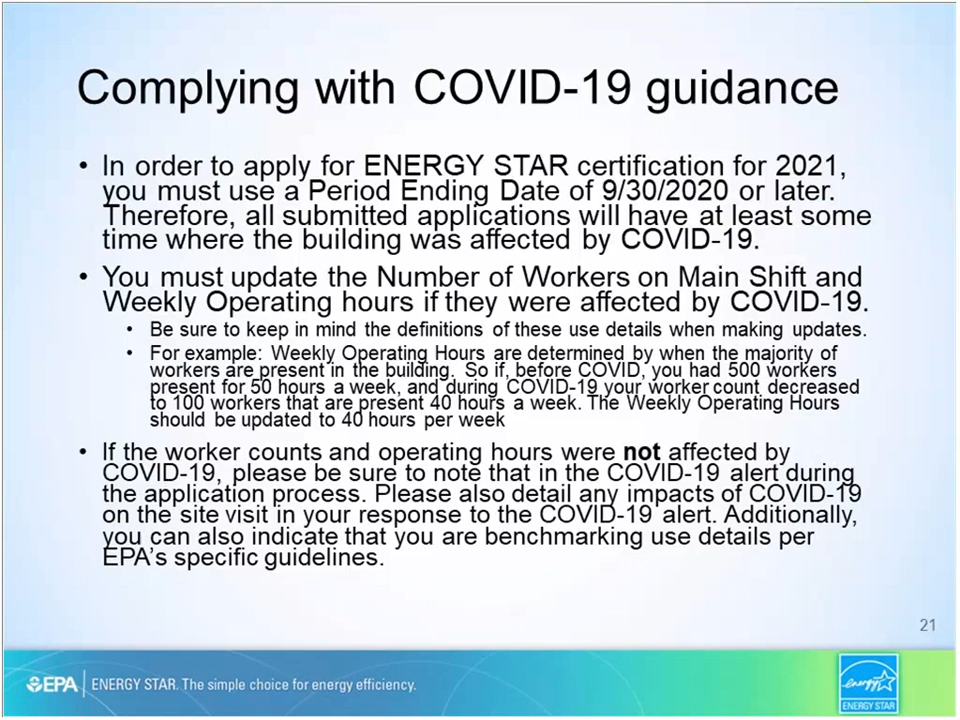 Complying with COVID-19 guidance
• In order to apply for ENERGY STAR certification for 2021,
you must use a Period Ending Date of 9/30/2020 or later.
Therefore, all submitted applications will have at least some
time where the building was affected by COVID-19.
• You must update the Number of Workers on Main Shift and
Weekly Operating hours if they were affected by COVID-19.
• Be sure to keep in mind the definitions of these use details when making updates.
• For example: Weekly Operating Hours are determined by when the majority of
workers are present in the building. So if, before COVID, you had 500 workers
present for 50 hours a week, and during COVID-19 your worker count decreased
to 100 workers that are present 40 hours a week. The Weekly Operating Hours
should be updated to 40 hours per week
• If the worker counts and operating hours were not affected by
COVID-19, please be sure to note that in the COVID-19 alert during
the application process. Please also detail any impacts of COVID-19
on the site visit in your response to the COVID-19 alert. Additionally,
you can also indicate that you are benchmarking use details per
EPA's specific guidelines.
21
EPA | ENERGY STAR. The simple choice for energy efficiency.
energy
ENERGY STAR